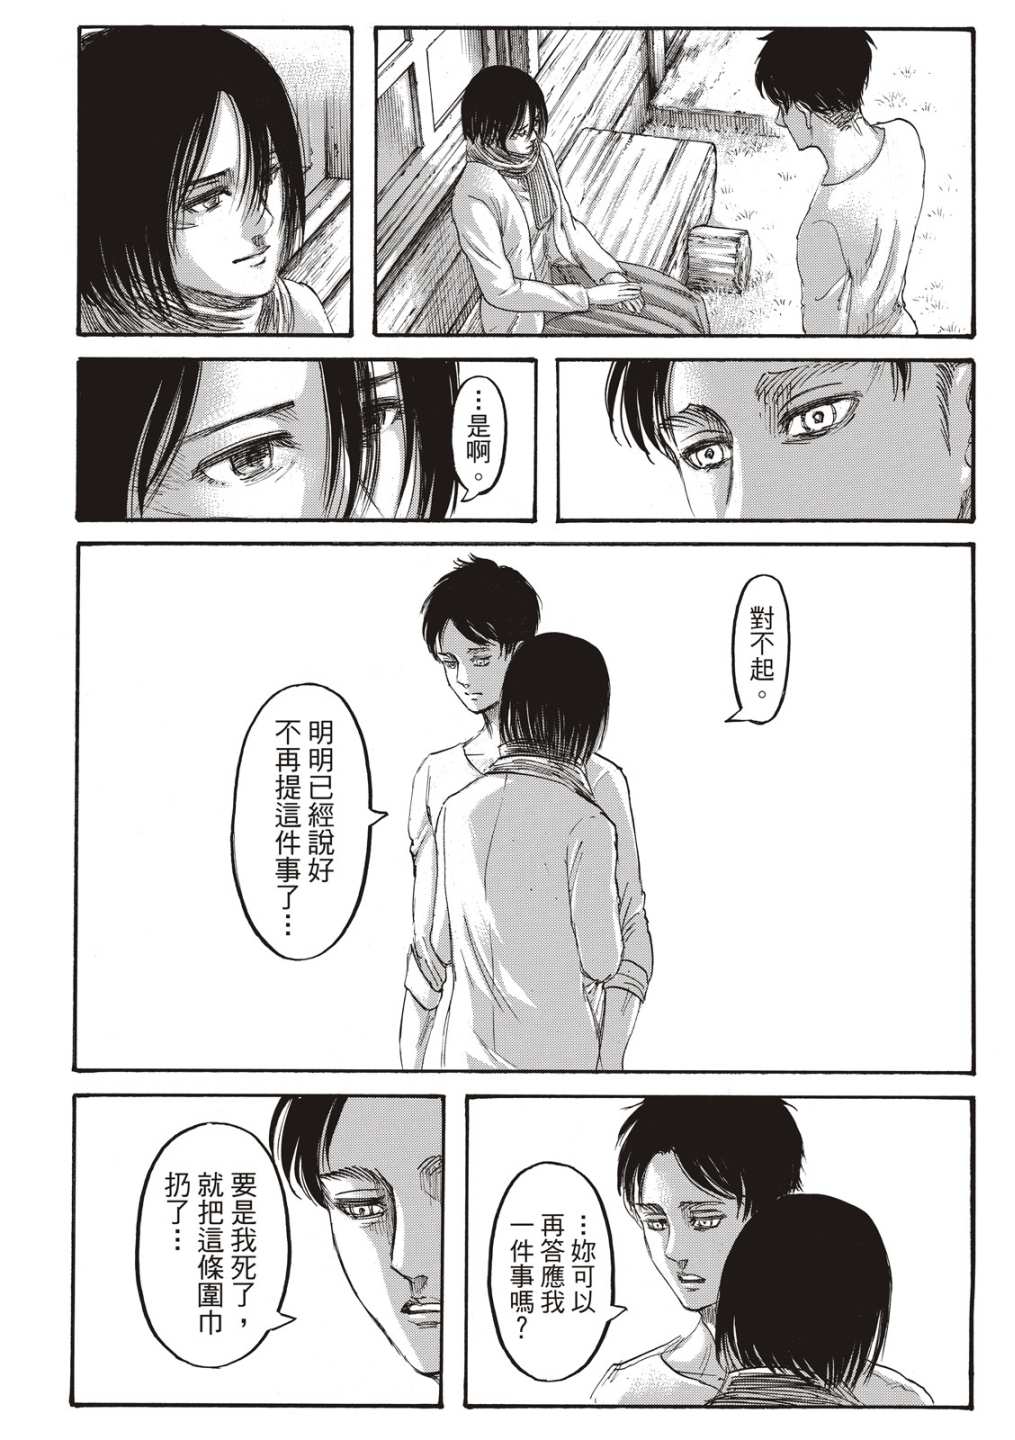 …是啊。
對不起。
明明已經說好
不再提這件事了…
…妳可以
再答應我
一件事嗎?
要是我死了，
就把這條圍巾
扔了…